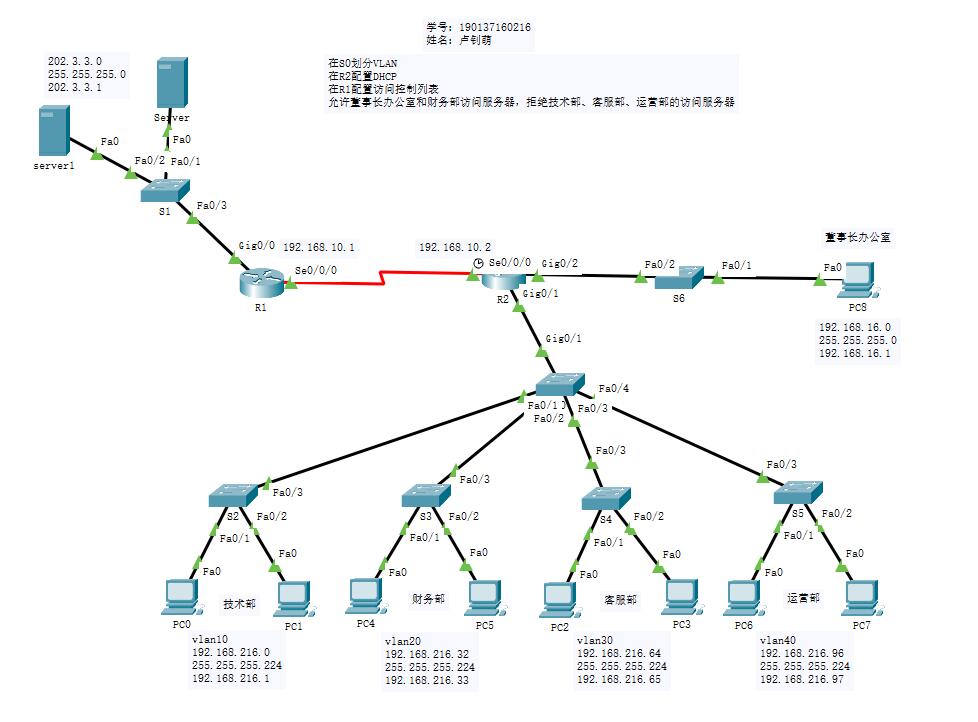 学号：190137160216
姓名：卢钊萌
202.3.3.0
255.255.255.0
202.3.3.1
在S0划分VLAN
在R2配置DHCP
在R1配置访问控制列表
允许董事长办公室和财务部访问服务器，拒绝技术部、客服部、运营部的访问服务器
Server
Fa0
server1
Fa0
Fa0/2
Fa0/1
S1
Fa0/3
Gig0/0
192.168.10.1
Se0/0/0
R1
192.168.10.2
Se0/0/0
R2
Gig0/2
Gig0/1
Fa0/2
Fa0/1
S6
董事长办公室
Fa0
PC8
192.168.16.0
255.255.255.0
192.168.16.1
Gig0/1
Fa0/1
Fa0/2
Fa0/3
Fa0/4
Fa0/3
S2
Fa0/1
Fa0/2
Fa0
Fa0
PC0
技术部
PC1
vlan10
192.168.216.0
255.255.255.224
192.168.216.1
Fa0/3
S3
Fa0/1
Fa0/2
Fa0
Fa0
PC4
财务部
PC5
vlan20
192.168.216.32
255.255.255.224
192.168.216.33
Fa0/3
S4
Fa0/1
Fa0/2
Fa0
Fa0
PC2
客服部
PC3
vlan30
192.168.216.64
255.255.255.224
192.168.216.65
Fa0/3
S5
Fa0/1
Fa0/2
Fa0
Fa0
PC6
运营部
PC7
vlan40
192.168.216.96
255.255.255.224
192.168.216.97